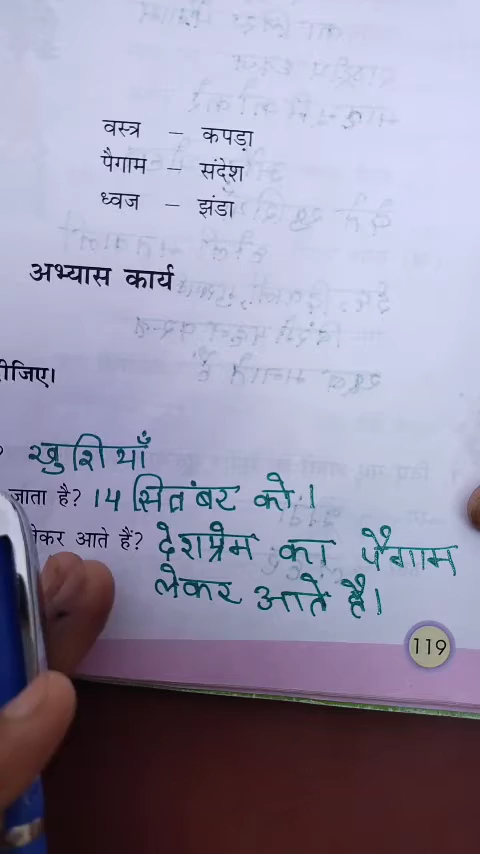 वस्त्र – कपड़ा
पैगाम – संदेश
ध्वज – झंडा
अभ्यास कार्य
दीजिए।
? खुशियाँ
जाता है? 14 सितंबर को।
लेकर आते हैं? देशप्रेम का पैगाम
लेकर आते है।
119